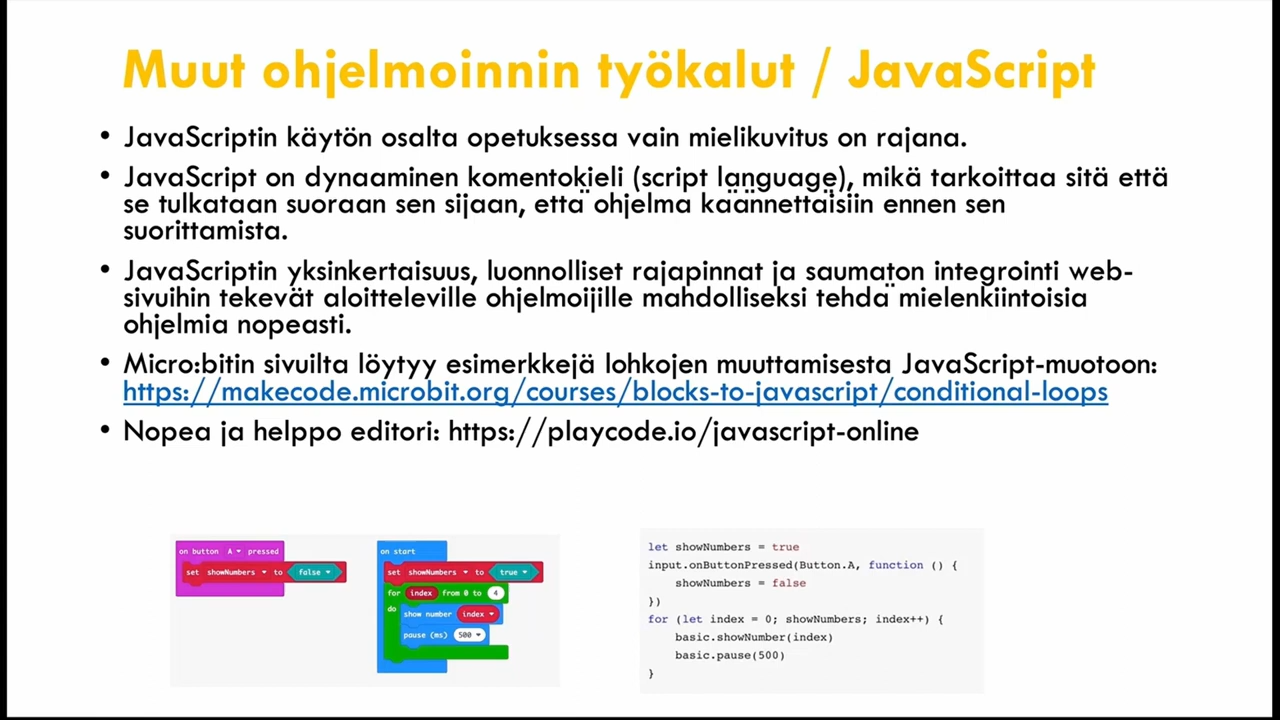 Muut ohjelmoinnin työkalut / JavaScript
• JavaScriptin käytön osalta opetuksessa vain mielikuvitus on rajana.
• JavaScript on dynaaminen komentokieli (script language), mikä tarkoittaa sitä että
se tulkataan suoraan sen sijaan, että ohjelma käännettäisiin ennen sen
suorittamista.
• JavaScriptin yksinkertaisuus, luonnolliset rajapinnat ja saumaton integrointi web-
sivuihin tekevät aloitteleville ohjelmoijille mahdolliseksi tehdä mielenkiintoisia
ohjelmia nopeasti.
• Micro:bitin sivuilta löytyy esimerkkejä lohkojen muuttamisesta JavaScript-muotoon:
https://makecode.microbit.org/courses/blocks-to-javascript/conditional-loops
• Nopea ja helppo editori: https://playcode.io/javascript-online
on button A pressed
set showNumbers to false
on start
set showNumbers to true
for index from 0 to 4
do
show number index
pause (ms) 500
let showNumbers = true
input.onButtonPressed(Button.A, function () {
showNumbers = false
})
for (let index = 0; showNumbers; index++) {
basic.showNumber(index)
basic.pause(500)
}